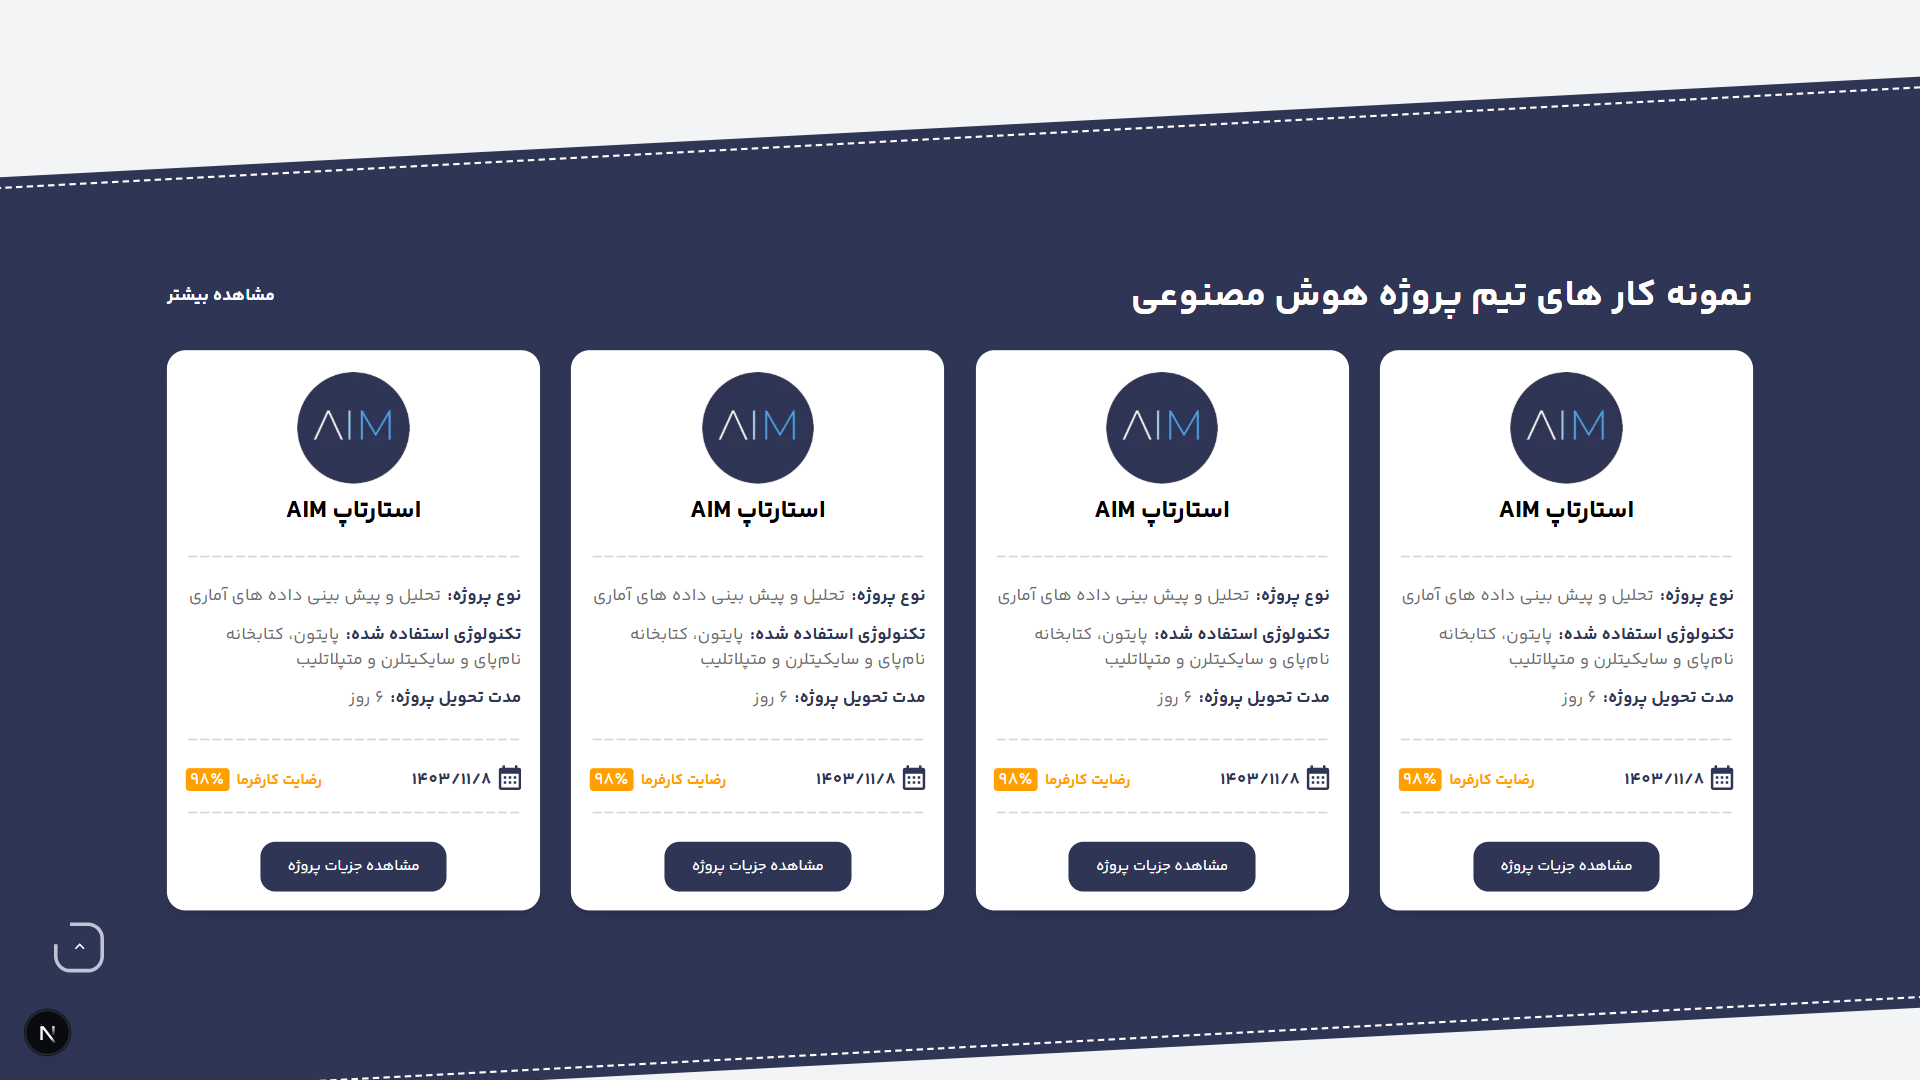 نمونه کار های تیم پروژه هوش مصنوعی
مشاهده بیشتر
AIM
استارتاپ AIM
نوع پروژه: تحلیل و پیش بینی داده های آماری
تکنولوژی استفاده شده: پایتون، کتابخانه
نام‌پای و سایکیتلرن و متپلاتلیب
مدت تحویل پروژه: ۶ روز
۱۴۰۳/۱۱/۸
رضایت کارفرما ۹۸%
مشاهده جزیات پروژه
AIM
استارتاپ AIM
نوع پروژه: تحلیل و پیش بینی داده های آماری
تکنولوژی استفاده شده: پایتون، کتابخانه
نام‌پای و سایکیتلرن و متپلاتلیب
مدت تحویل پروژه: ۶ روز
۱۴۰۳/۱۱/۸
رضایت کارفرما ۹۸%
مشاهده جزیات پروژه
AIM
استارتاپ AIM
نوع پروژه: تحلیل و پیش بینی داده های آماری
تکنولوژی استفاده شده: پایتون، کتابخانه
نام‌پای و سایکیتلرن و متپلاتلیب
مدت تحویل پروژه: ۶ روز
۱۴۰۳/۱۱/۸
رضایت کارفرما ۹۸%
مشاهده جزیات پروژه
AIM
استارتاپ AIM
نوع پروژه: تحلیل و پیش بینی داده های آماری
تکنولوژی استفاده شده: پایتون، کتابخانه
نام‌پای و سایکیتلرن و متپلاتلیب
مدت تحویل پروژه: ۶ روز
۱۴۰۳/۱۱/۸
رضایت کارفرما ۹۸%
مشاهده جزیات پروژه
N